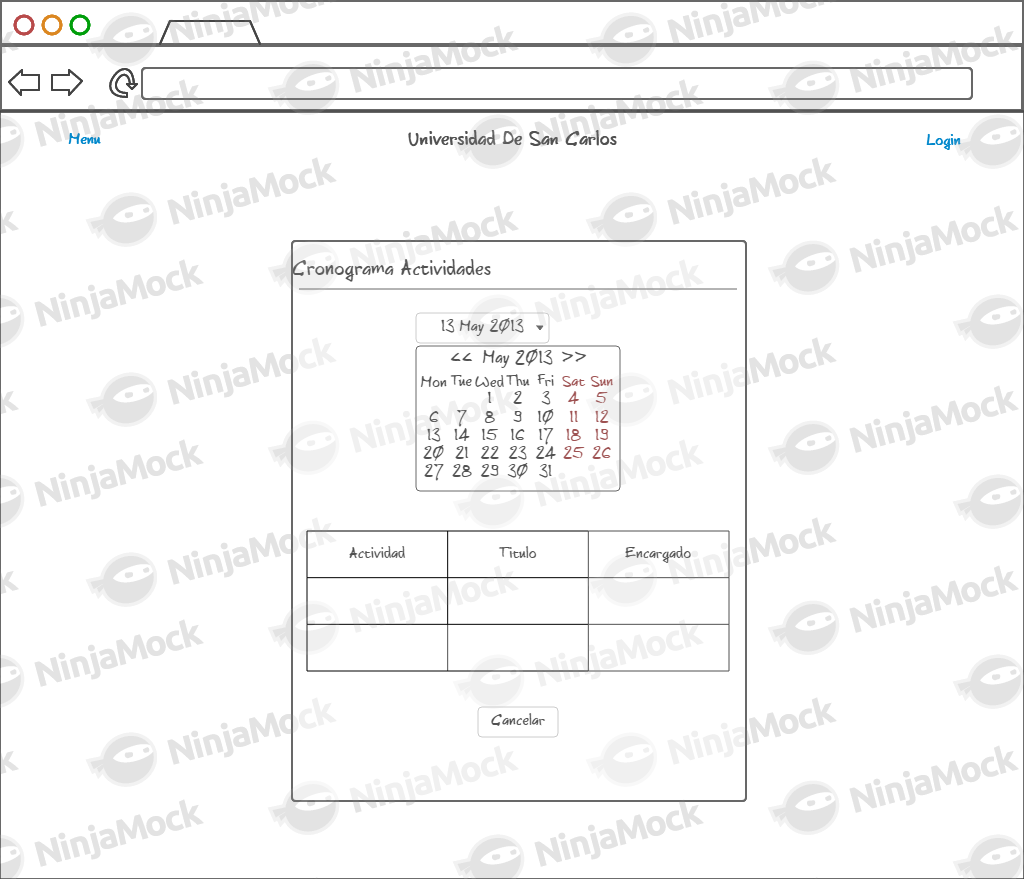 Menu
Universidad De San Carlos
Login
Cronograma Actividades
13 May 2013
<< May 2013 >>
Mon Tue Wed Thu Fri Sat Sun
1 2 3 4 5
6 7 8 9 10 11 12
13 14 15 16 17 18 19
20 21 22 23 24 25 26
27 28 29 30 31
Actividad Titulo Encargado
Cancelar
NinjaMock